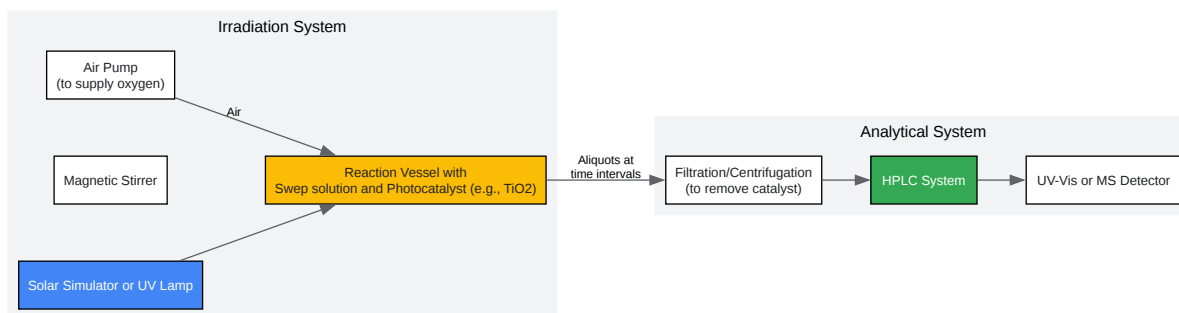 Irradiation System
Air Pump
(to supply oxygen)
Air
Magnetic Stirrer
Reaction Vessel with
Swep solution and Photocatalyst (e.g., TiO2)
Solar Simulator or UV Lamp
Aliquots at
time intervals
Analytical System
Filtration/Centrifugation
(to remove catalyst)
HPLC System
UV-Vis or MS Detector